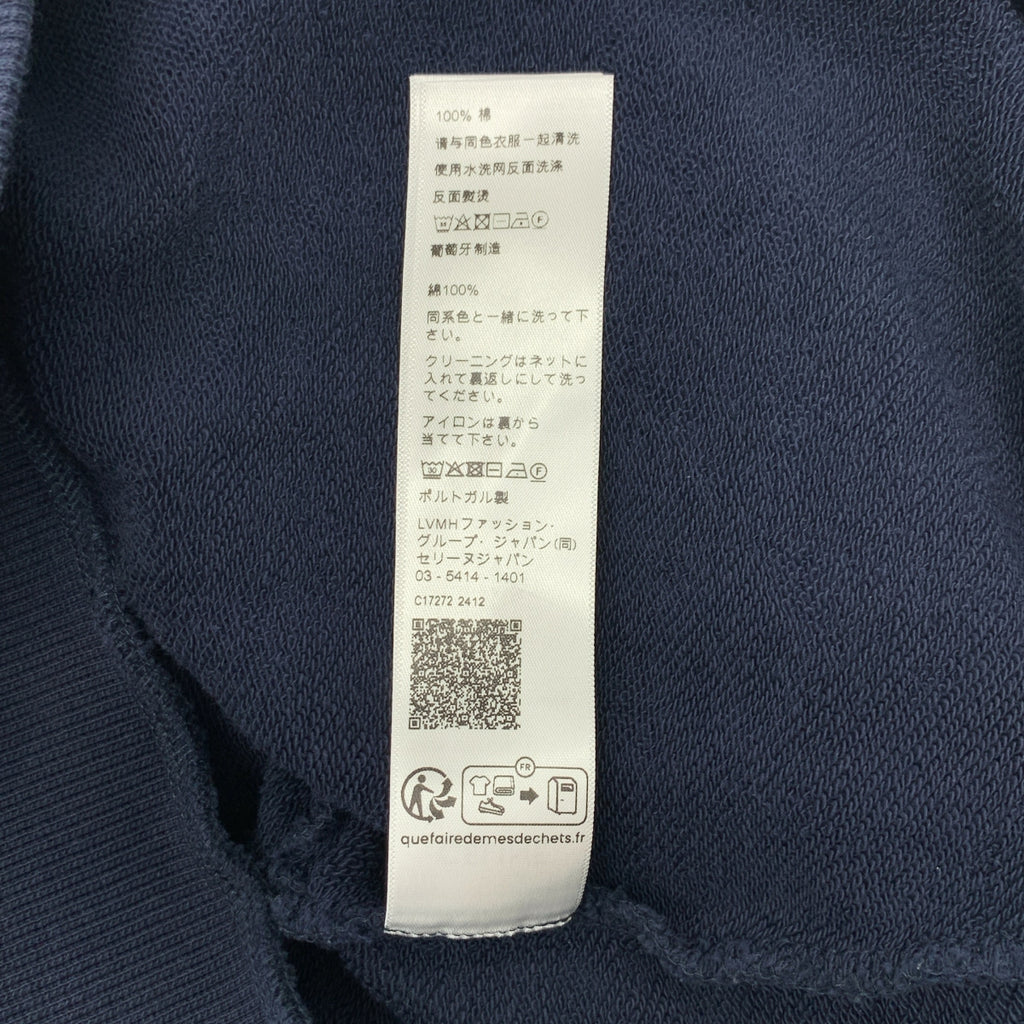 100% 棉
请与同色衣服一起清洗
使用水洗网反面洗涤
反面熨烫
F
葡萄牙制造
綿100%
同系色と一緒に洗って下
さい。
クリーニングはネットに
入れて裏返しにして洗っ
てください。
アイロンは裏から
当てて下さい。
30 F
ポルトガル製
LVMHファッション・
グループ・ジャパン(同)
セリーヌジャパン
03 - 5414 - 1401
C17272 2412
FR
quefairedemesdechets.fr